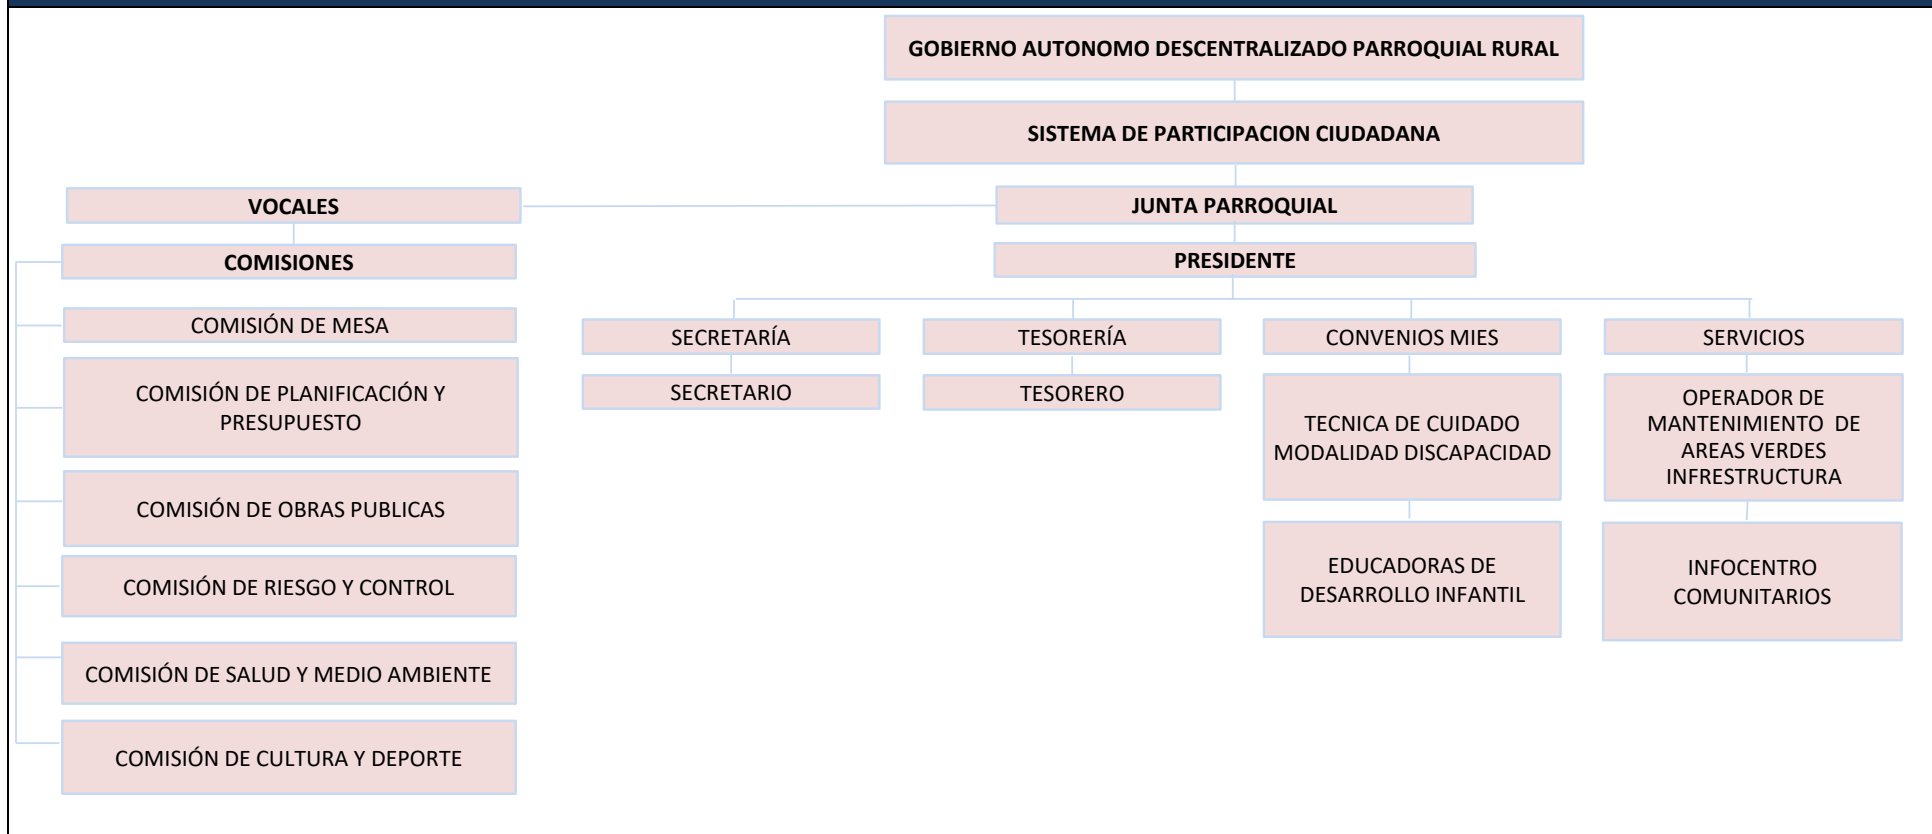 GOBIERNO AUTONOMO DESCENTRALIZADO PARROQUIAL RURAL
SISTEMA DE PARTICIPACION CIUDADANA
VOCALES
JUNTA PARROQUIAL
COMISIONES
PRESIDENTE
COMISIÓN DE MESA
COMISIÓN DE PLANIFICACIÓN Y
PRESUPUESTO
COMISIÓN DE OBRAS PUBLICAS
COMISIÓN DE RIESGO Y CONTROL
COMISIÓN DE SALUD Y MEDIO AMBIENTE
COMISIÓN DE CULTURA Y DEPORTE
SECRETARÍA
SECRETARIO
TESORERÍA
TESORERO
CONVENIOS MIES
TECNICA DE CUIDADO
MODALIDAD DISCAPACIDAD
EDUCADORAS DE
DESARROLLO INFANTIL
SERVICIOS
OPERADOR DE
MANTENIMIENTO  DE
AREAS VERDES
INFRESTRUCTURA
INFOCENTRO
COMUNITARIOS